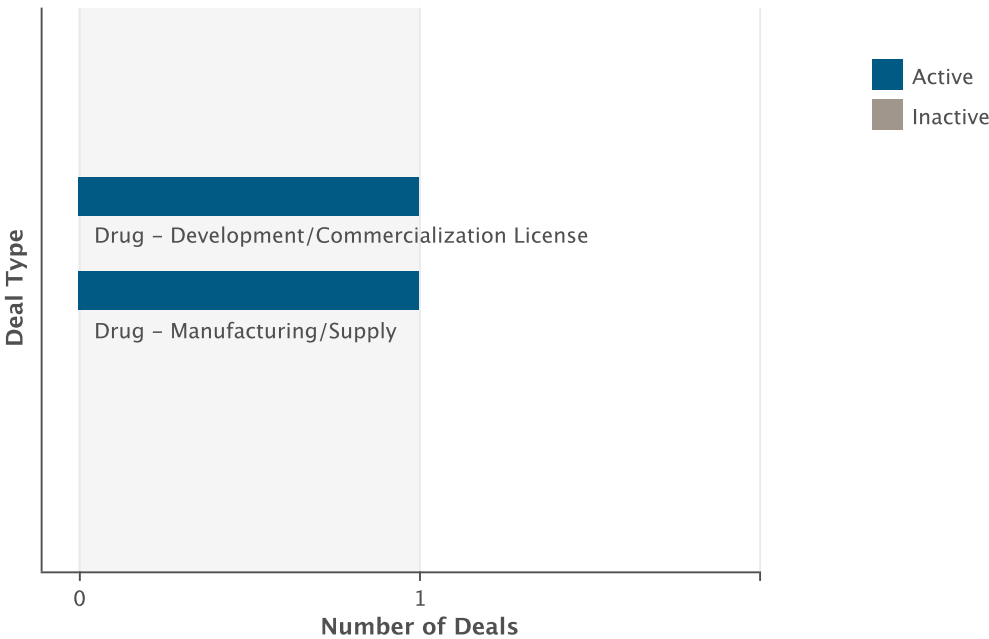 Active
Inactive
Drug – Development/Commercialization License
Drug – Manufacturing/Supply
Deal Type
0
1
Number of Deals